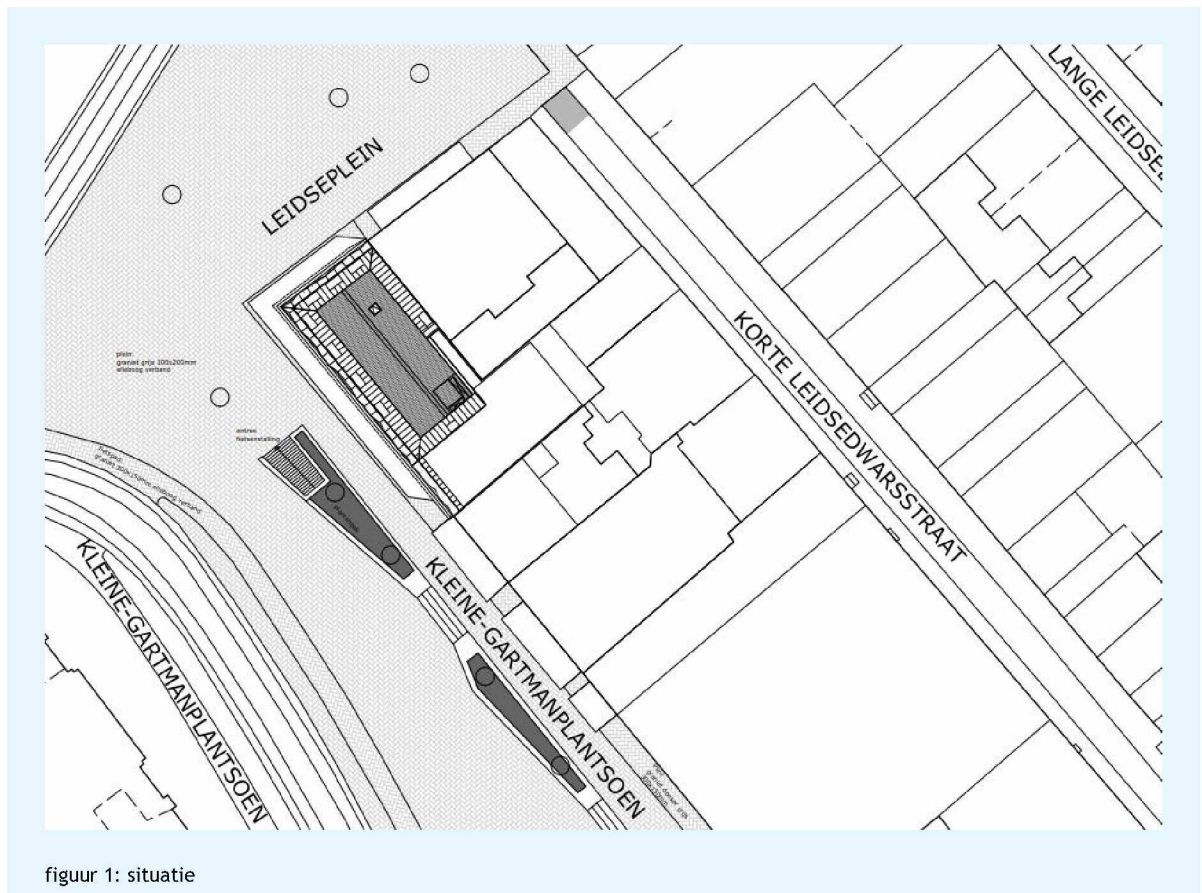 LANGE LEIDSE
LEIDSEPLEIN
KORTE LEIDSEDWARSSTRAAT
plein:
graniet grijs 100x200mm
elleboog verband
entree
fietsenstalling
KLEINE-GARTMANPLANTSOEN
KLEINE-GARTMANPLANTSOEN
figuur 1: situatie